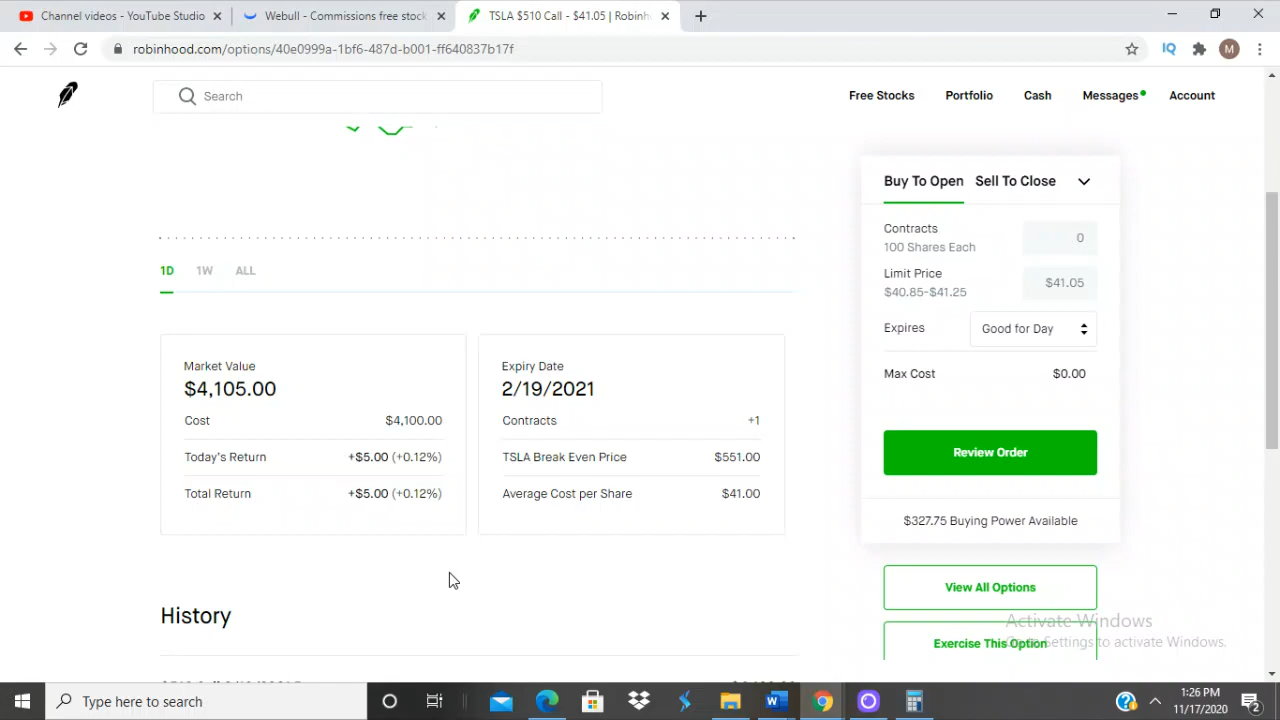 Channel videos - YouTube Studio
Webull - Commissions free stock
TSLA $510 Call - $41.05 | Robinh
robinhood.com/options/40e0999a-1bf6-487d-b001-ff640837b17f
IQ
M
Search
Free Stocks
Portfolio
Cash
Messages
Account
1D
1W
ALL
Market Value
$4,105.00
Cost $4,100.00
Today's Return +$5.00 (+0.12%)
Total Return +$5.00 (+0.12%)
Expiry Date
2/19/2021
Contracts +1
TSLA Break Even Price $551.00
Average Cost per Share $41.00
History
Buy To Open Sell To Close
Contracts 0
100 Shares Each
Limit Price $41.05
$40.85-$41.25
Expires Good for Day
Max Cost $0.00
Review Order
$327.75 Buying Power Available
View All Options
Exercise This Option
Activate Windows
Settings to activate Windows.
Type here to search
1:26 PM
11/17/2020
2